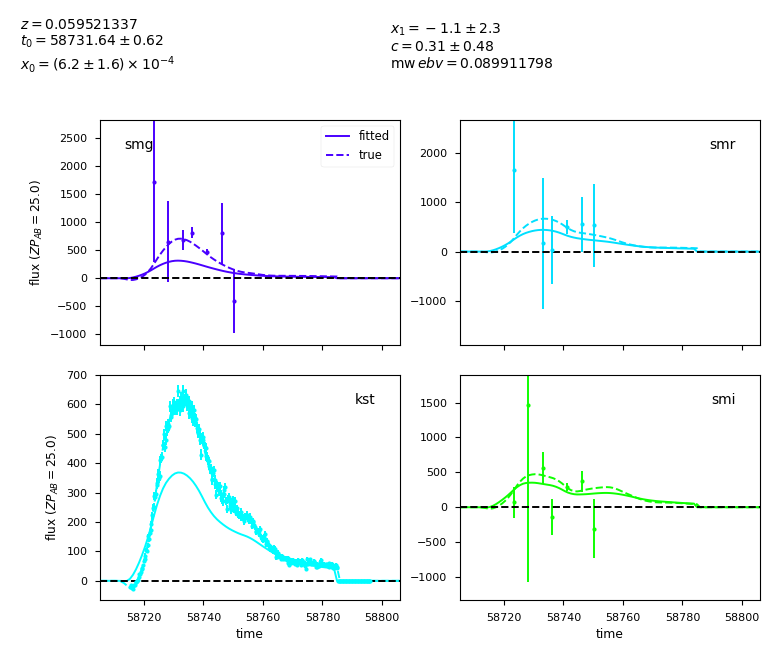 z = 0.059521337
t₀ = 58731.64 ± 0.62
x₀ = (6.2 ± 1.6) × 10⁻⁴
x₁ = −1.1 ± 2.3
c = 0.31 ± 0.48
mw ebv = 0.089911798
smg
fitted
true
2500
2000
1500
1000
500
0
−500
−1000
flux (ZP_AB = 25.0)
smr
2000
1000
0
−1000
kst
700
600
500
400
300
200
100
0
flux (ZP_AB = 25.0)
58720 58740 58760 58780 58800
time
smi
1500
1000
500
0
−500
−1000
58720 58740 58760 58780 58800
time